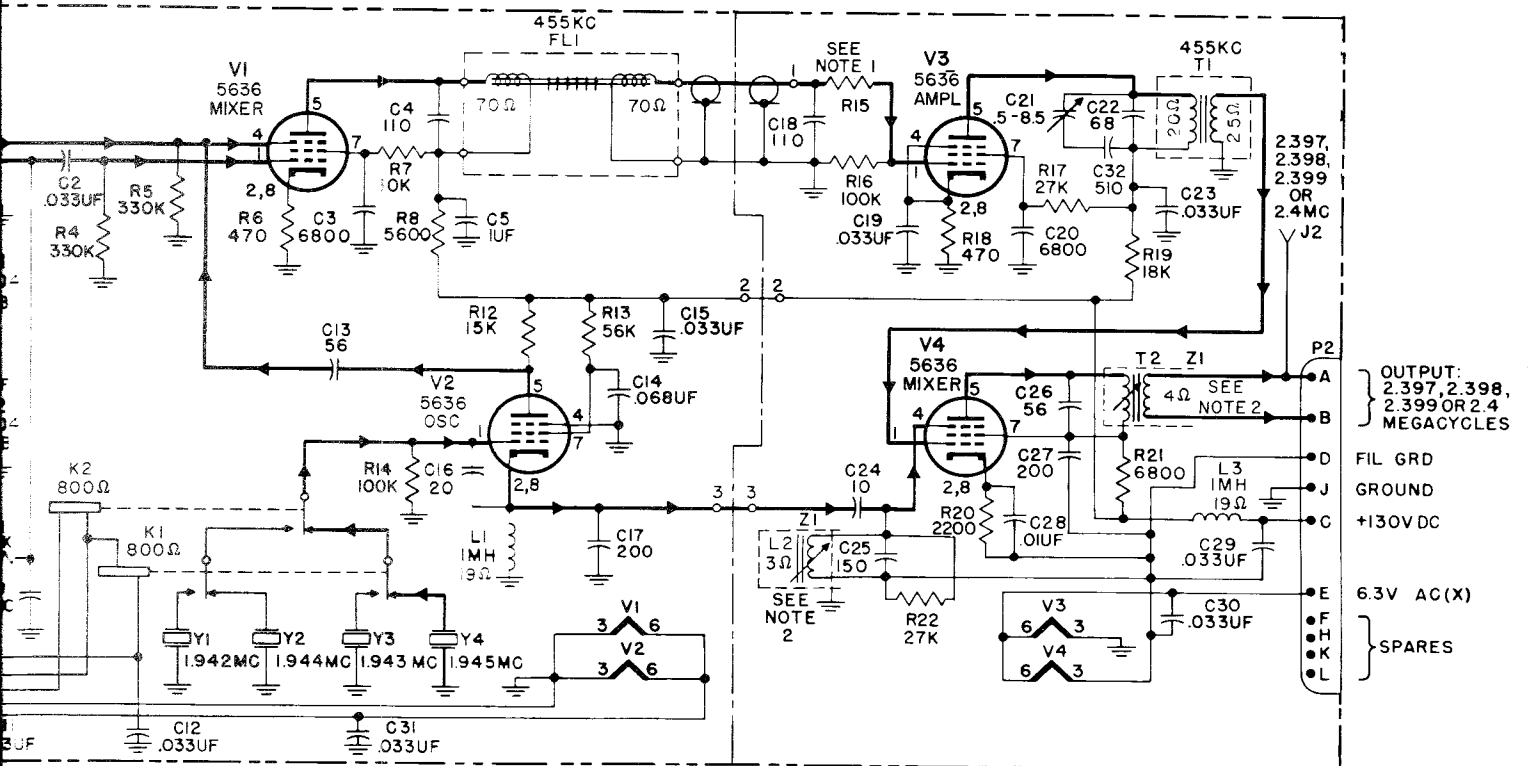 455KC
FL1
V1
5636
MIXER
5
4
1
7
2,8
C2
.033UF
R4
330K
R5
330K
R6
470
C3
6800
R7
10K
R8
5600
C4
110
70Ω
70Ω
C5
1UF
1
C18
110
SEE
NOTE 1
R15
R16
100K
V3
5636
AMPL
5
4
1
7
2,8
C19
.033UF
R18
470
C20
6800
R17
27K
C21
.5-8.5
C22
68
C32
510
455KC
T1
20Ω
25Ω
C23
.033UF
R19
18K
2.397,
2.398,
2.399
OR
2.4MC
J2
C13
56
R12
15K
R13
56K
C15
.033UF
2 2
V2
5636
OSC
5
1
4
7
2,8
C14
.068UF
R14
100K
C16
20
L1
1MH
19Ω
C17
200
3 3
V4
5636
MIXER
5
4
1
7
2,8
C24
10
Z1
L2
3Ω
C25
150
SEE
NOTE
2
R22
27K
R20
2200
C28
.01UF
C26
56
C27
200
T2 Z1
4Ω
SEE
NOTE 2
R21
6800
L3
1MH
19Ω
C29
.033UF
C30
.033UF
P2
A
B
OUTPUT:
2.397,2.398,
2.399 OR 2.4
MEGACYCLES
D FIL GRD
J GROUND
C +130V DC
E 6.3V AC(X)
F
H
K
L
SPARES
K2
800Ω
K1
800Ω
Y1
1.942MC
Y2
1.944MC
Y3
1.943 MC
Y4
1.945MC
V1
3 6
V2
3 6
V3
6 3
V4
6 3
3UF
C12
.033UF
C31
.033UF